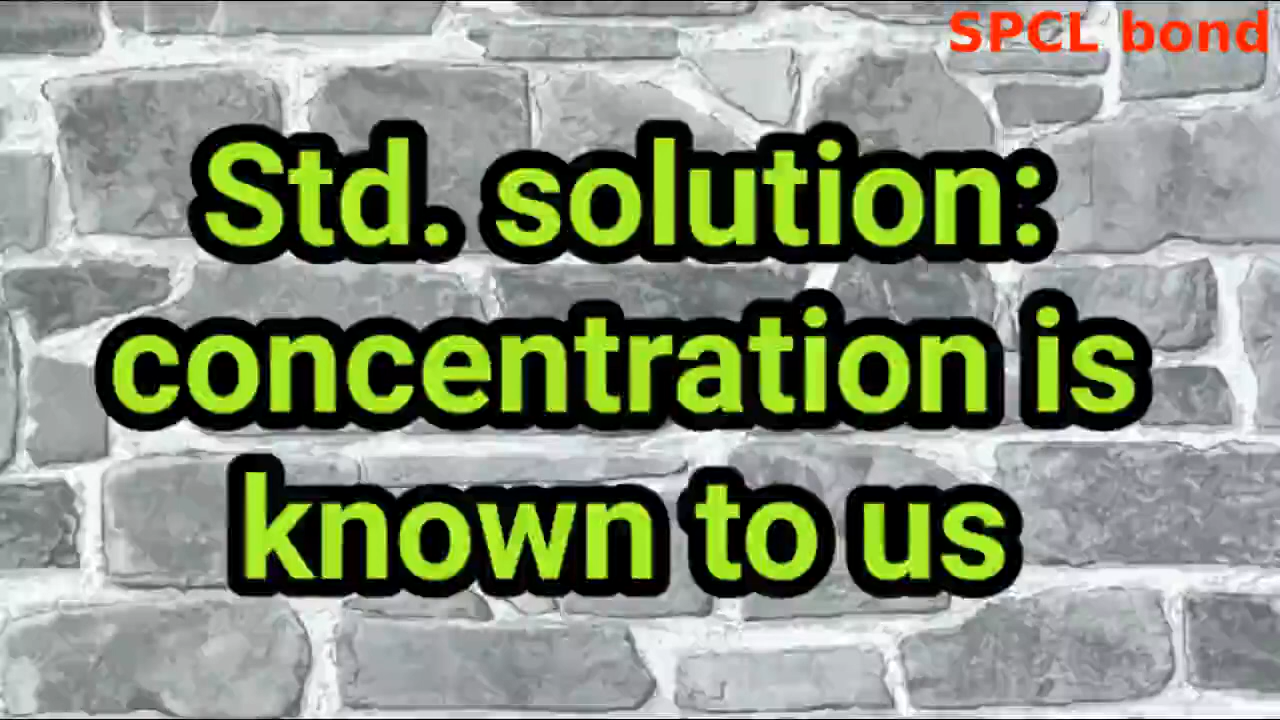 SPCL bond
Std. solution:
concentration is
known to us